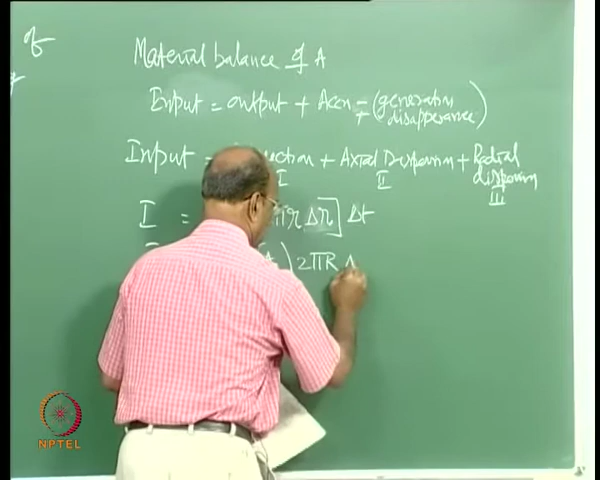 Material balance of A
Input = output + Accn ∓ (generation
disappearance)
Input = + Axial Dispersion + Radial
dispersion
I II III
I = πr Δr] Δt
) 2πR
NPTEL